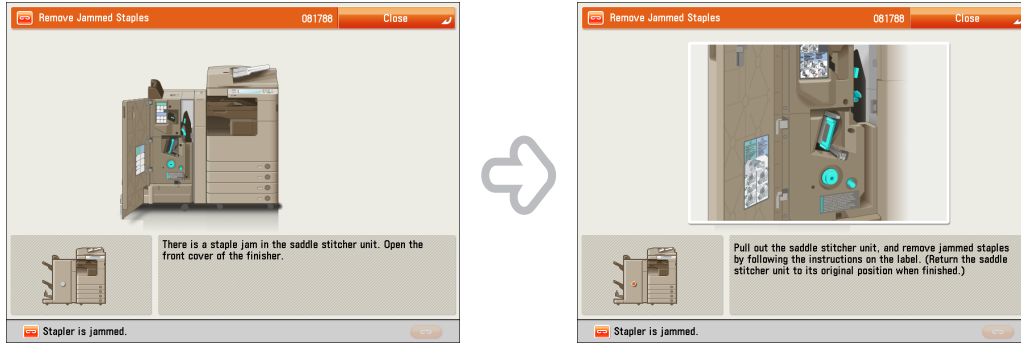 Remove Jammed Staples 081788 Close
There is a staple jam in the saddle stitcher unit. Open the
front cover of the finisher.
Stapler is jammed.
Remove Jammed Staples 081788 Close
Pull out the saddle stitcher unit, and remove jammed staples
by following the instructions on the label. (Return the saddle
stitcher unit to its original position when finished.)
Stapler is jammed.